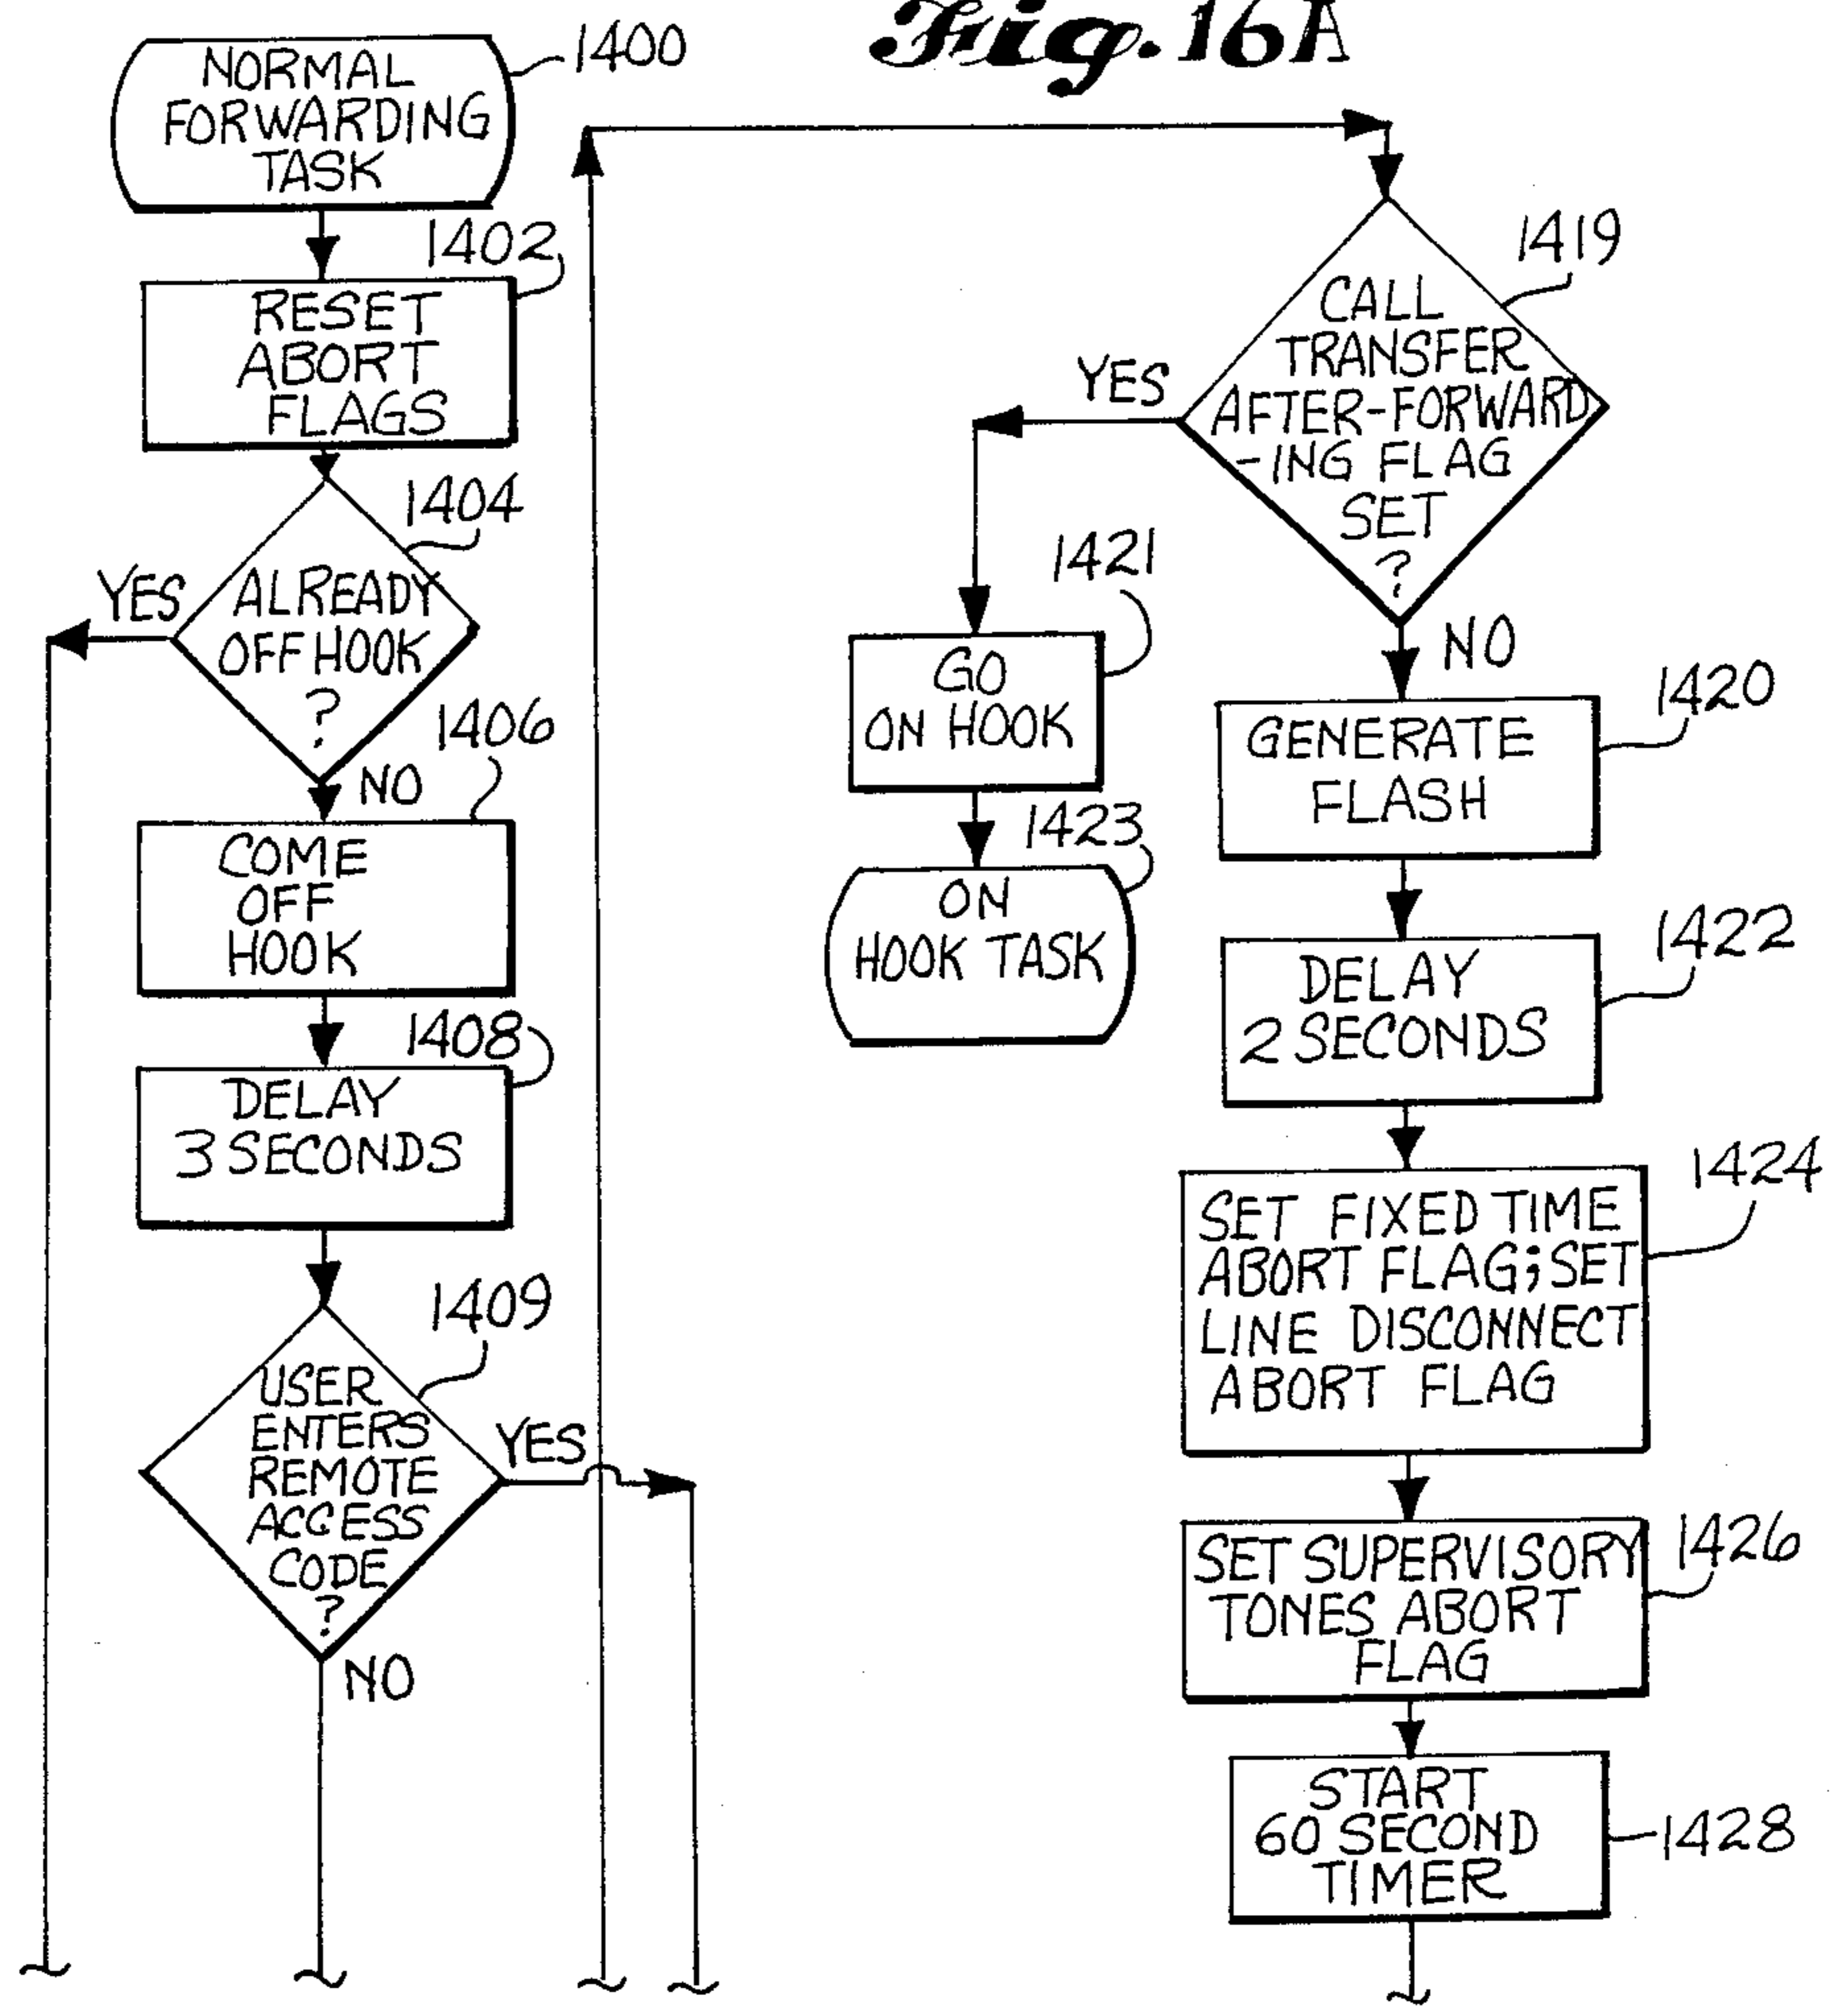 Fig. 16A
NORMAL
FORWARDING
TASK
1400
RESET
ABORT
FLAGS
1402
ALREADY
OFF HOOK
?
1404
YES
NO
COME
OFF
HOOK
1406
DELAY
3 SECONDS
1408
USER
ENTERS
REMOTE
ACCESS
CODE
?
1409
YES
NO
CALL
TRANSFER
AFTER-FORWARD
-ING FLAG
SET
?
1419
YES
NO
GO
ON HOOK
1421
ON
HOOK TASK
1423
GENERATE
FLASH
1420
DELAY
2 SECONDS
1422
SET FIXED TIME
ABORT FLAG; SET
LINE DISCONNECT
ABORT FLAG
1424
SET SUPERVISORY
TONES ABORT
FLAG
1426
START
60 SECOND
TIMER
1428